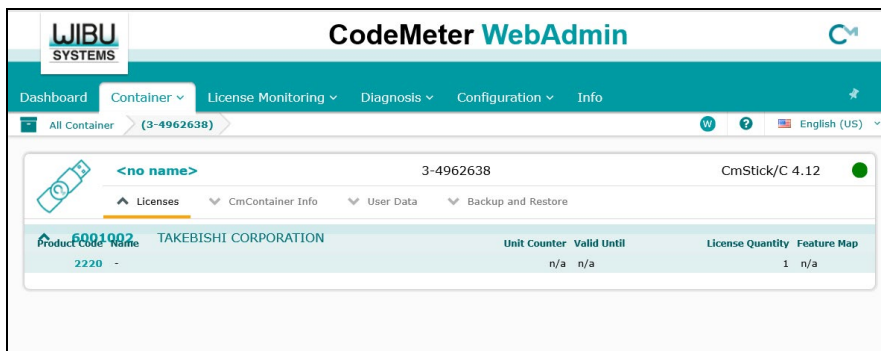 WIBU
SYSTEMS
CodeMeter WebAdmin
Dashboard Container License Monitoring Diagnosis Configuration Info
All Container (3-4962638) W ? English (US)
<no name> 3-4962638 CmStick/C 4.12
Licenses CmContainer Info User Data Backup and Restore
6001002 TAKEBISHI CORPORATION
Product Code Name Unit Counter Valid Until License Quantity Feature Map
2220 - n/a n/a 1 n/a